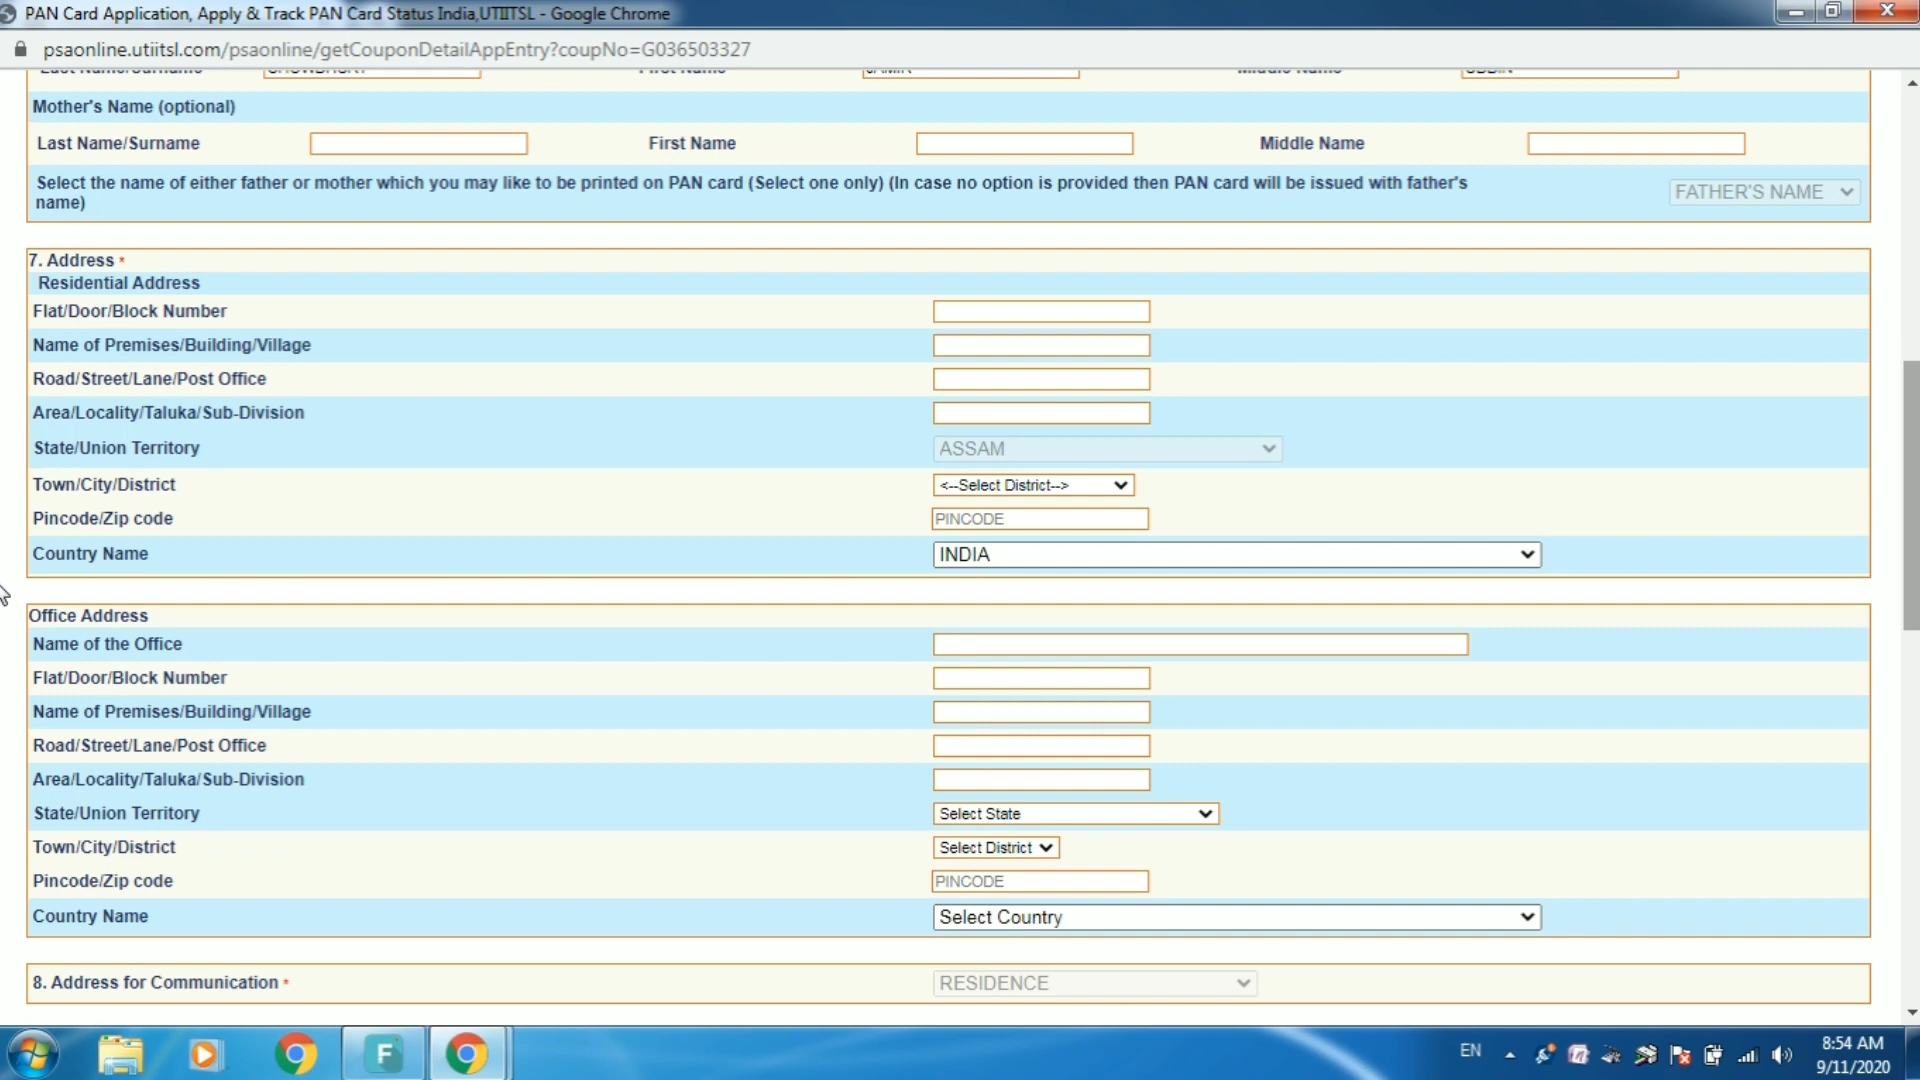 PAN Card Application, Apply & Track PAN Card Status India,UTIITSL - Google Chrome
psaonline.utiitsl.com/psaonline/getCouponDetailAppEntry?coupNo=G036503327
Last Name/Surname First Name Middle Name
Mother's Name (optional)
Last Name/Surname First Name Middle Name
Select the name of either father or mother which you may like to be printed on PAN card (Select one only) (In case no option is provided then PAN card will be issued with father's
name)
FATHER'S NAME
7. Address *
Residential Address
Flat/Door/Block Number
Name of Premises/Building/Village
Road/Street/Lane/Post Office
Area/Locality/Taluka/Sub-Division
State/Union Territory ASSAM
Town/City/District <--Select District-->
Pincode/Zip code PINCODE
Country Name INDIA
Office Address
Name of the Office
Flat/Door/Block Number
Name of Premises/Building/Village
Road/Street/Lane/Post Office
Area/Locality/Taluka/Sub-Division
State/Union Territory Select State
Town/City/District Select District
Pincode/Zip code PINCODE
Country Name Select Country
8. Address for Communication * RESIDENCE
F
EN
8:54 AM
9/11/2020